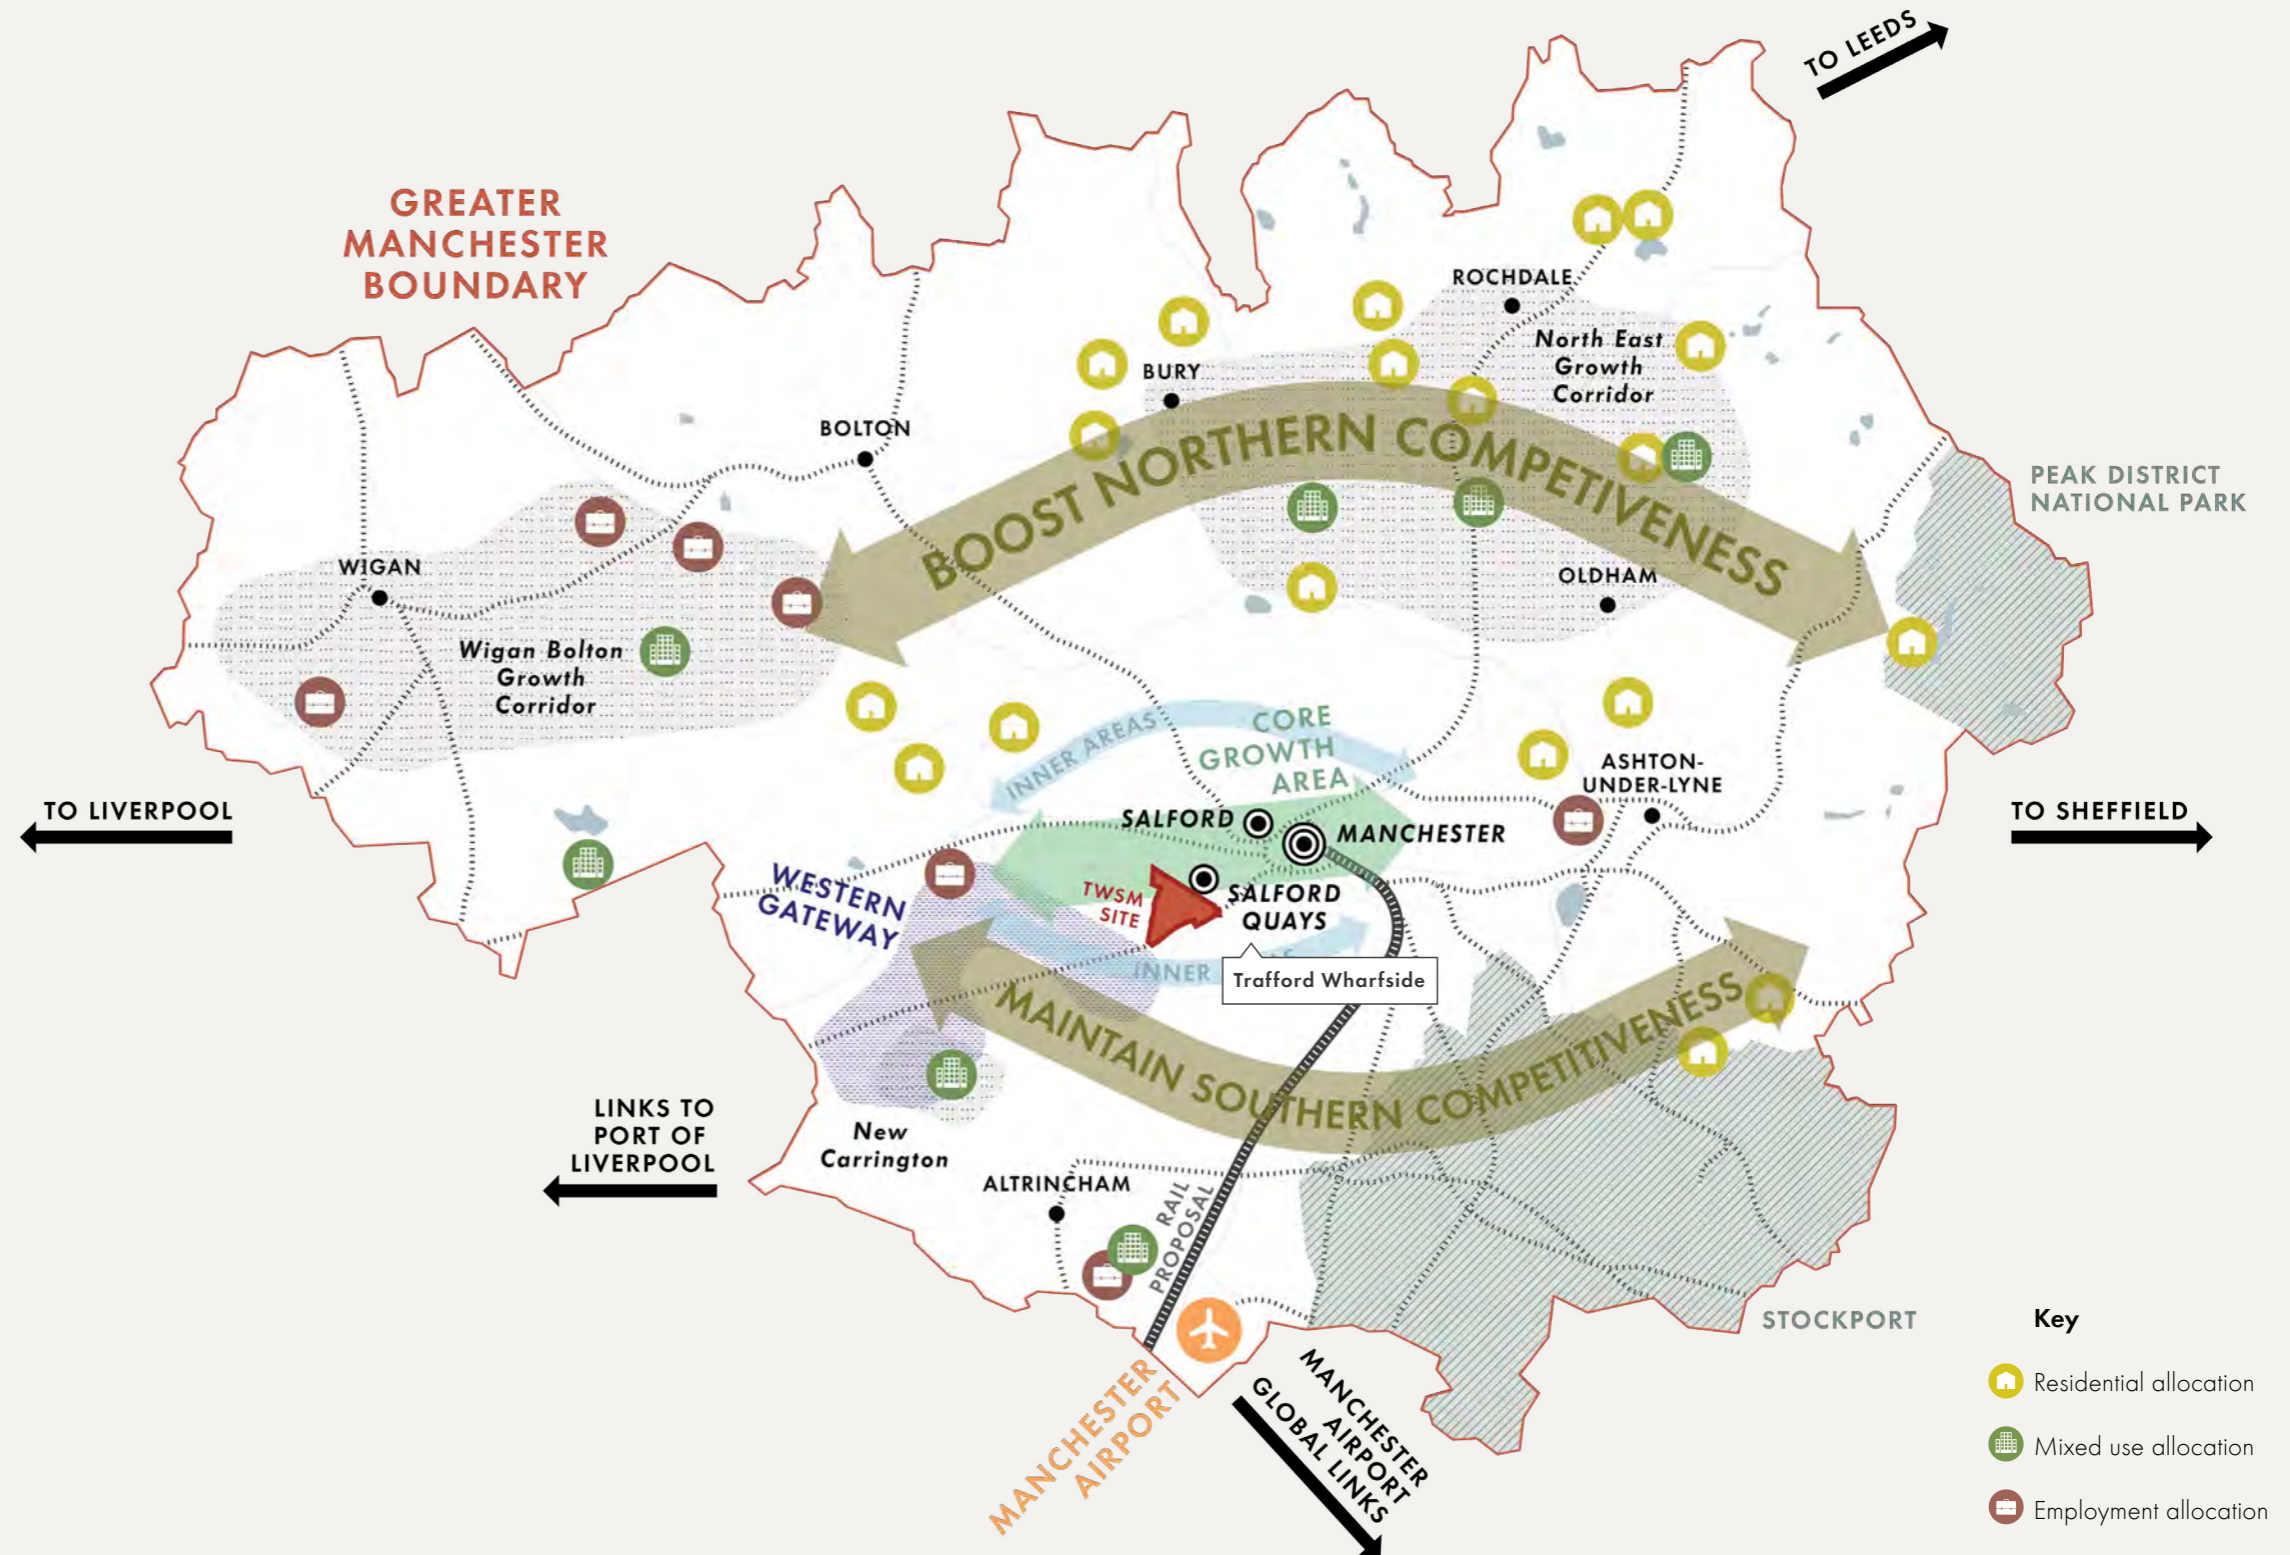 TO LEEDS
GREATER
MANCHESTER
BOUNDARY
ROCHDALE
North East
Growth
Corridor
BURY
BOLTON
BOOST NORTHERN COMPETIVENESS
PEAK DISTRICT
NATIONAL PARK
WIGAN
OLDHAM
Wigan Bolton
Growth
Corridor
INNER AREAS
CORE
GROWTH
AREA
ASHTON-
UNDER-LYNE
TO LIVERPOOL
TO SHEFFIELD
SALFORD
MANCHESTER
WESTERN
GATEWAY
TWSM
SITE
SALFORD
QUAYS
INNER
Trafford Wharfside
MAINTAIN SOUTHERN COMPETITIVENESS
LINKS TO
PORT OF
LIVERPOOL
New
Carrington
ALTRINCHAM
RAIL
PROPOSAL
STOCKPORT
MANCHESTER
AIRPORT
MANCHESTER
AIRPORT
GLOBAL LINKS
Key
Residential allocation
Mixed use allocation
Employment allocation